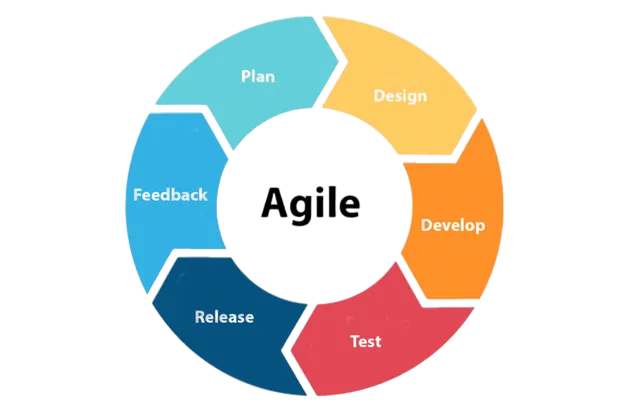 Plan
Design
Develop
Test
Release
Feedback
Agile